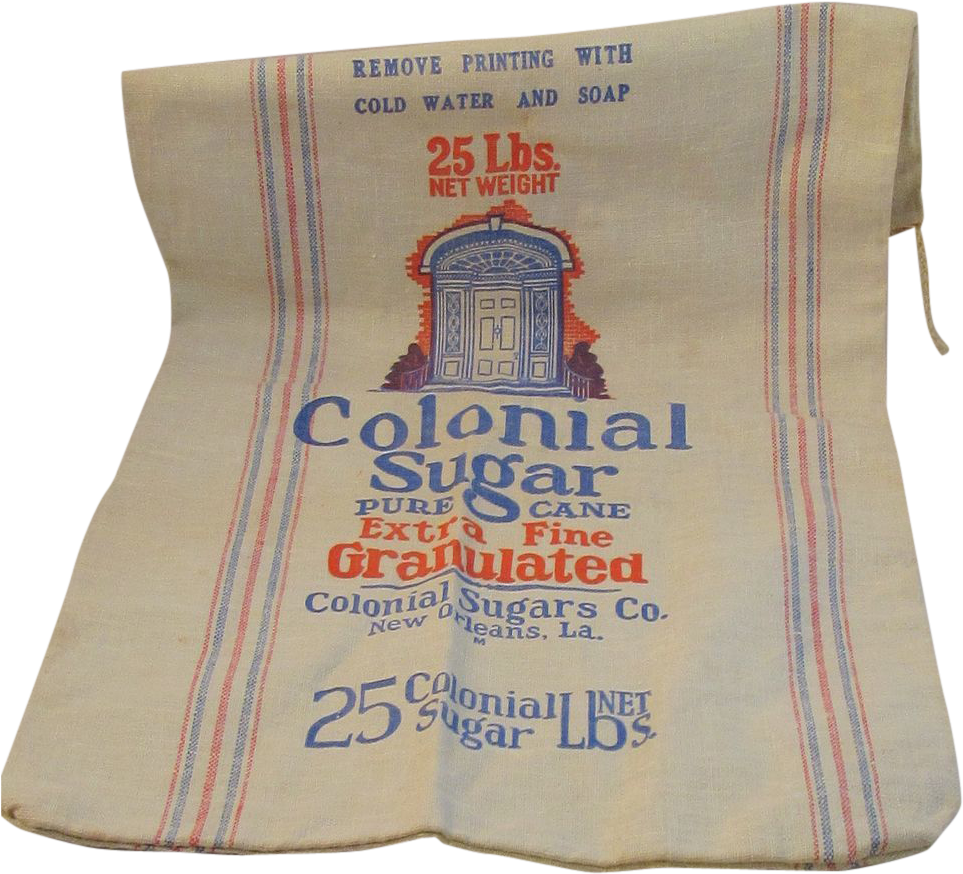 REMOVE PRINTING WITH
COLD WATER AND SOAP
25 Lbs.
NET WEIGHT
Colonial
Sugar
PURE CANE
Extra Fine
Granulated
Colonial Sugars Co.
New Orleans, La.
M
25 Colonial Sugar Lbs. NET